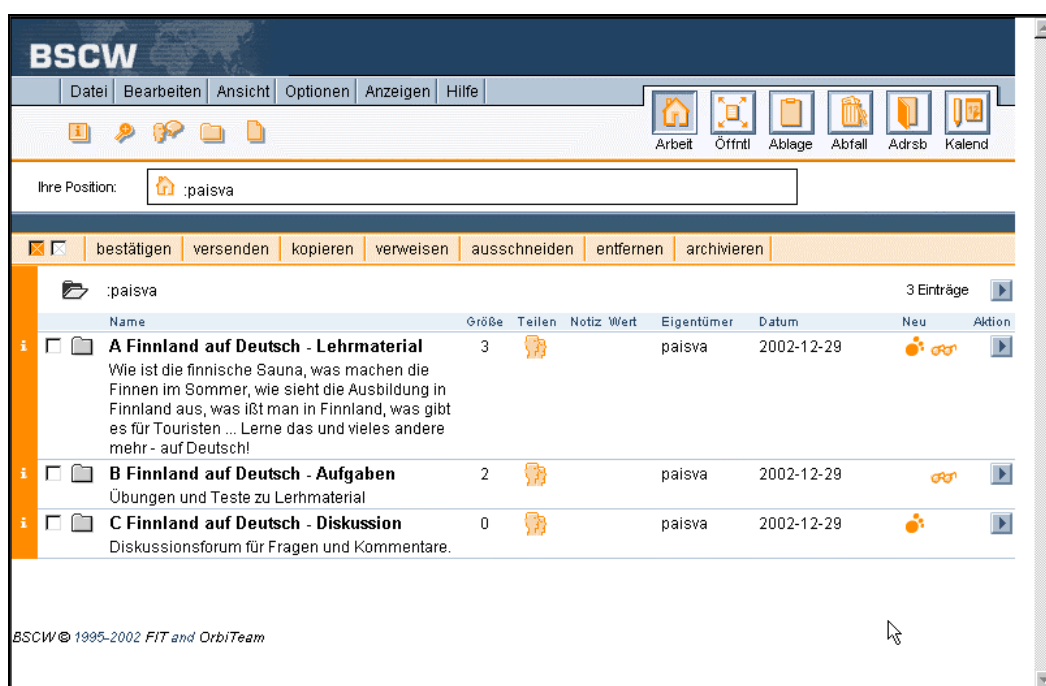 BSCW
Datei Bearbeiten Ansicht Optionen Anzeigen Hilfe
Arbeit Öffntl Ablage Abfall Adrsb Kalend
Ihre Position: :paisva
bestätigen versenden kopieren verweisen ausschneiden entfernen archivieren
:paisva 3 Einträge
Name Größe Teilen Notiz Wert Eigentümer Datum Neu Aktion
A Finnland auf Deutsch - Lehrmaterial 3 paisva 2002-12-29
Wie ist die finnische Sauna, was machen die
Finnen im Sommer, wie sieht die Ausbildung in
Finnland aus, was ißt man in Finnland, was gibt
es für Touristen ... Lerne das und vieles andere
mehr - auf Deutsch!
B Finnland auf Deutsch - Aufgaben 2 paisva 2002-12-29
Übungen und Teste zu Lerhmaterial
C Finnland auf Deutsch - Diskussion 0 paisva 2002-12-29
Diskussionsforum für Fragen und Kommentare.
BSCW © 1995-2002 FIT and OrbiTeam